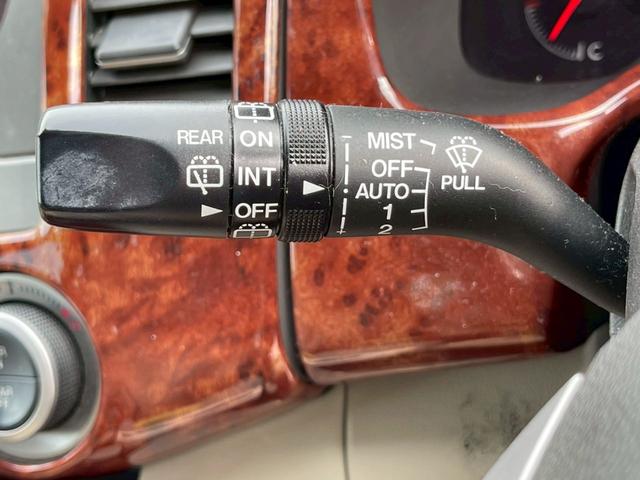 REAR ON
INT
OFF
MIST
OFF
AUTO
1
2
PULL
C